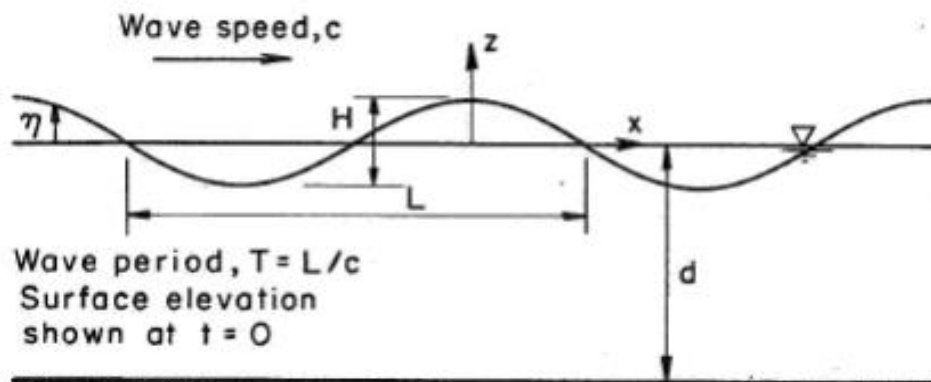 Wave speed, c
z
η
H
x
L
Wave period, T = L/c
Surface elevation
shown at t = 0
d